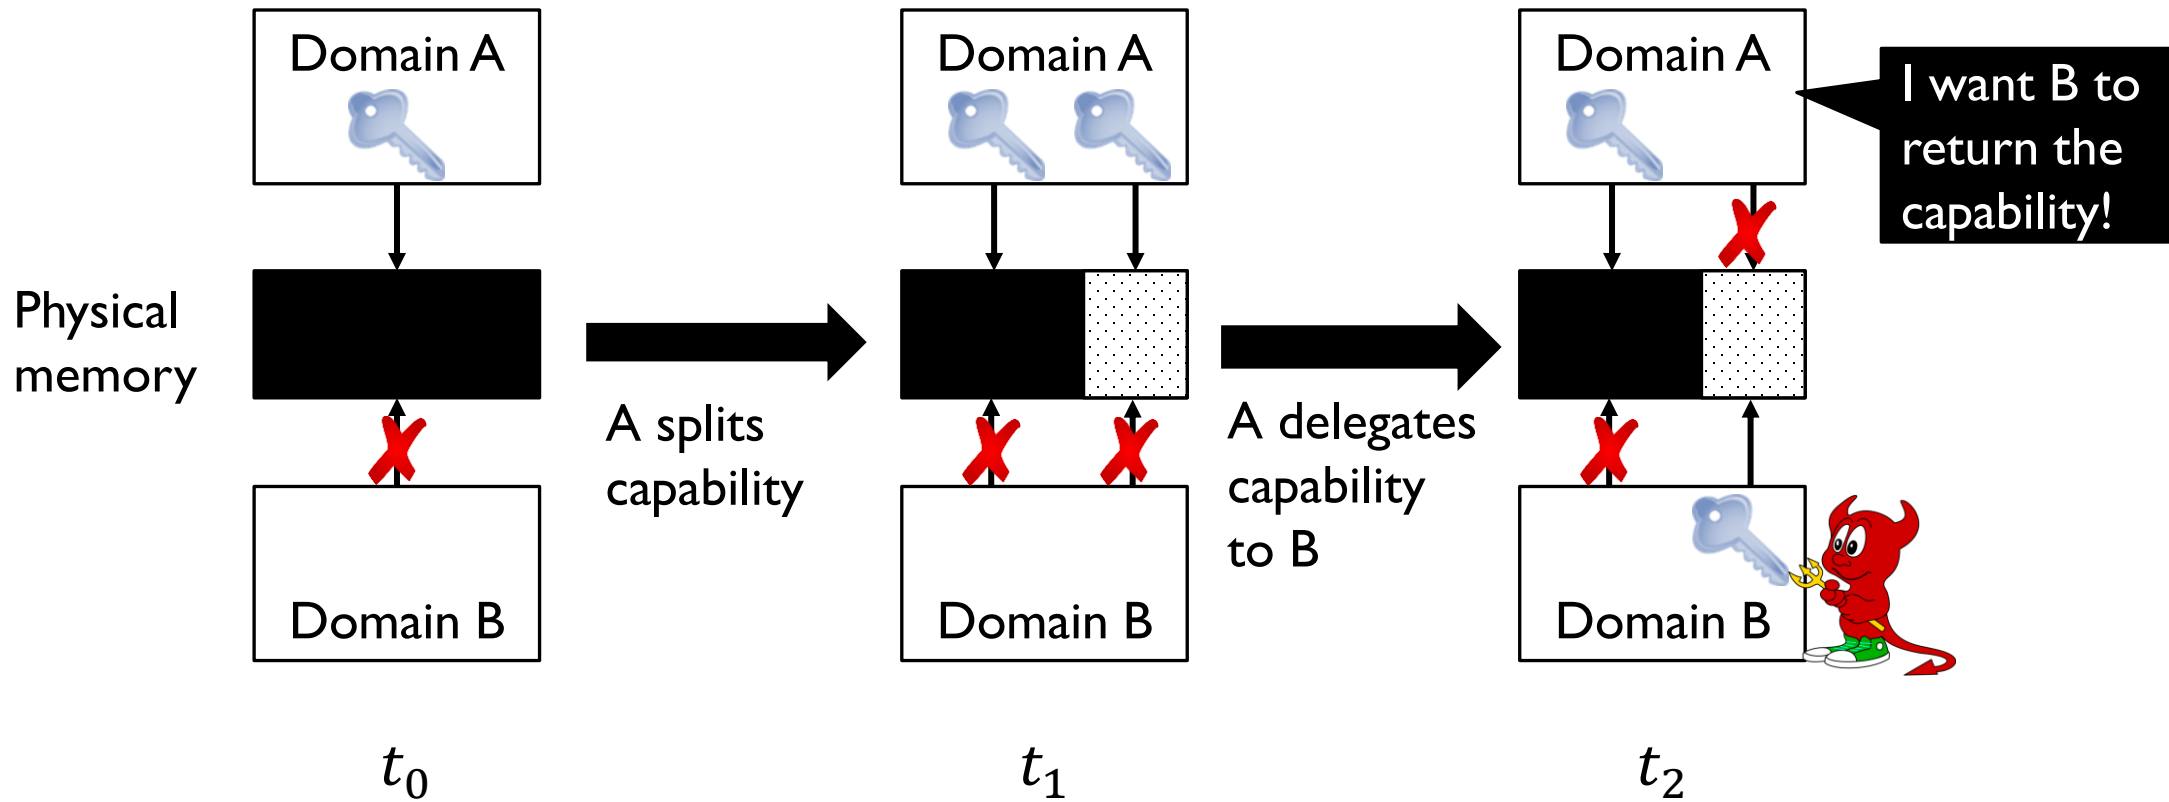 Domain A
Domain A
Domain A
I want B to
return the
capability!
Physical
memory
A splits
capability
A delegates
capability
to B
Domain B
Domain B
Domain B
t₀
t₁
t₂